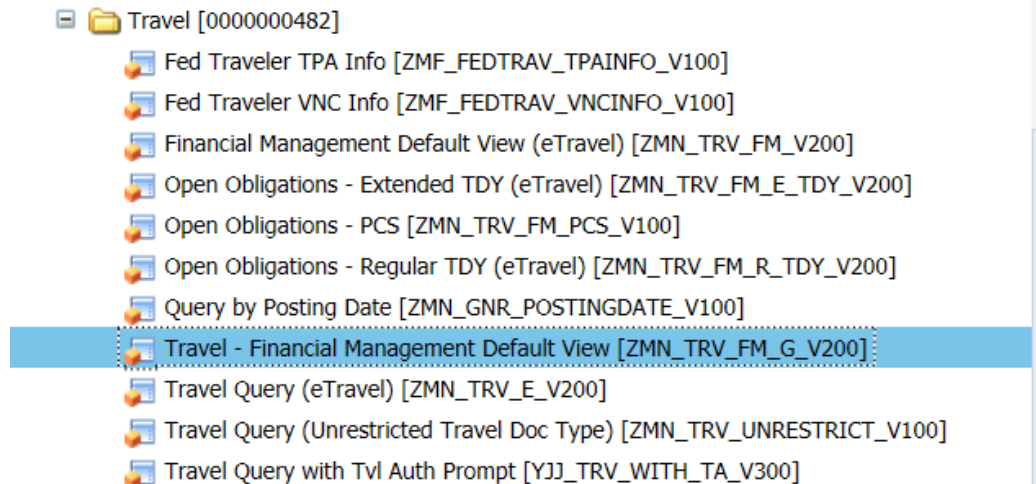 Travel [0000000482]
Fed Traveler TPA Info [ZMF_FEDTRAV_TPAINFO_V100]
Fed Traveler VNC Info [ZMF_FEDTRAV_VNCINFO_V100]
Financial Management Default View (eTravel) [ZMN_TRV_FM_V200]
Open Obligations - Extended TDY (eTravel) [ZMN_TRV_FM_E_TDY_V200]
Open Obligations - PCS [ZMN_TRV_FM_PCS_V100]
Open Obligations - Regular TDY (eTravel) [ZMN_TRV_FM_R_TDY_V200]
Query by Posting Date [ZMN_GNR_POSTINGDATE_V100]
Travel - Financial Management Default View [ZMN_TRV_FM_G_V200]
Travel Query (eTravel) [ZMN_TRV_E_V200]
Travel Query (Unrestricted Travel Doc Type) [ZMN_TRV_UNRESTRICT_V100]
Travel Query with Tvl Auth Prompt [YJJ_TRV_WITH_TA_V300]